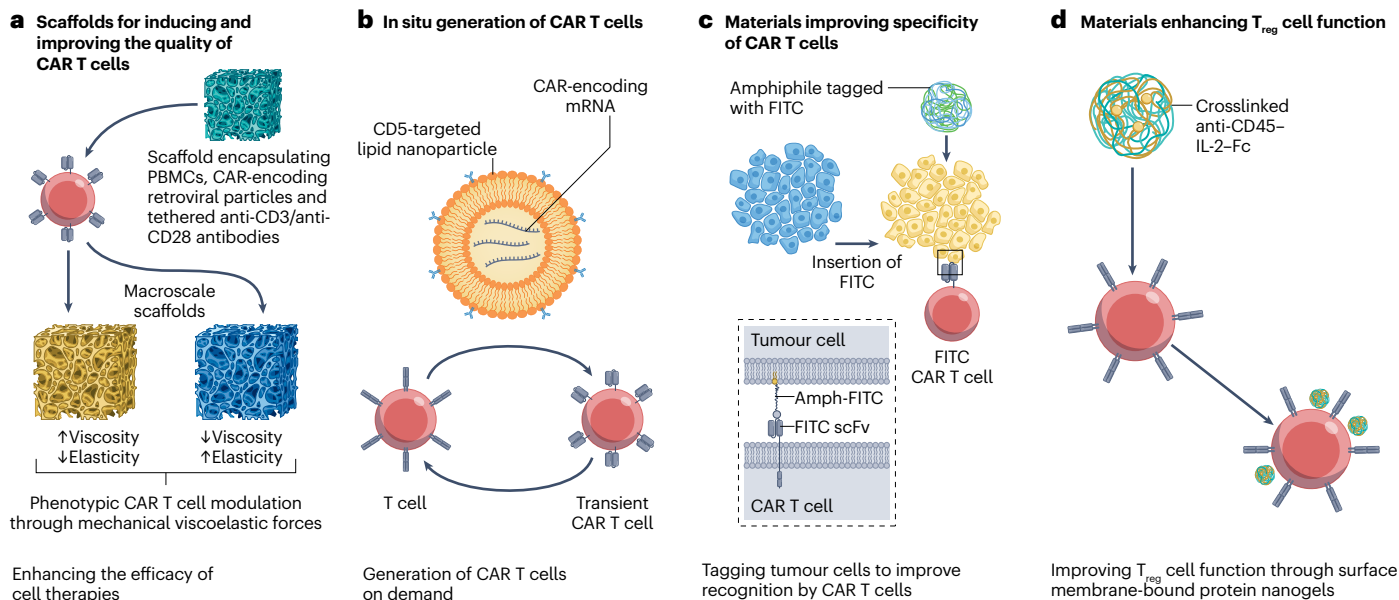 a Scaffolds for inducing and
improving the quality of
CAR T cells
Scaffold encapsulating
PBMCs, CAR-encoding
retroviral particles and
tethered anti-CD3/anti-
CD28 antibodies
Macroscale
scaffolds
↑Viscosity
↓Elasticity
↓Viscosity
↑Elasticity
Phenotypic CAR T cell modulation
through mechanical viscoelastic forces
Enhancing the efficacy of
cell therapies
b In situ generation of CAR T cells
CAR-encoding
mRNA
CD5-targeted
lipid nanoparticle
T cell
Transient
CAR T cell
Generation of CAR T cells
on demand
c Materials improving specificity
of CAR T cells
Amphiphile tagged
with FITC
Insertion of
FITC
FITC
CAR T cell
Tumour cell
Amph-FITC
FITC scFv
CAR T cell
Tagging tumour cells to improve
recognition by CAR T cells
d Materials enhancing Treg cell function
Crosslinked
anti-CD45–
IL-2–Fc
Improving Treg cell function through surface
membrane-bound protein nanogels